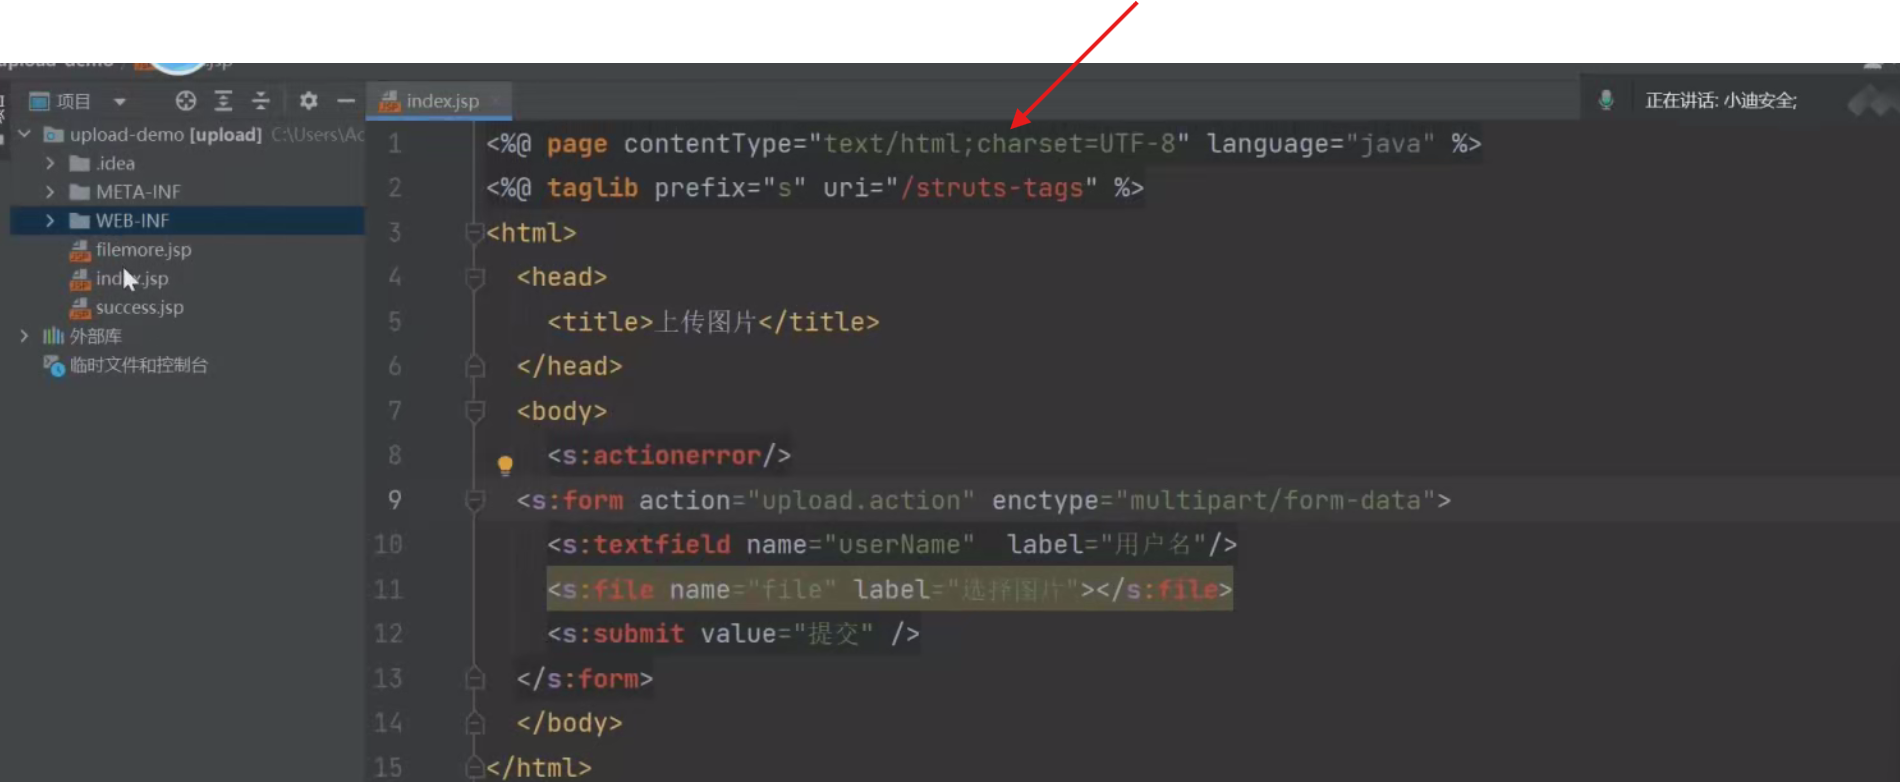 项目
index.jsp
正在讲话: 小迪安全;
upload-demo [upload] C:\Users\Ac
.idea
META-INF
WEB-INF
filemore.jsp
index.jsp
success.jsp
外部库
临时文件和控制台
1 <%@ page contentType="text/html;charset=UTF-8" language="java" %>
2 <%@ taglib prefix="s" uri="/struts-tags" %>
3 <html>
4 <head>
5 <title>上传图片</title>
6 </head>
7 <body>
8 <s:actionerror/>
9 <s:form action="upload.action" enctype="multipart/form-data">
10 <s:textfield name="userName" label="用户名"/>
11 <s:file name="file" label="选择图片"></s:file>
12 <s:submit value="提交" />
13 </s:form>
14 </body>
15 </html>